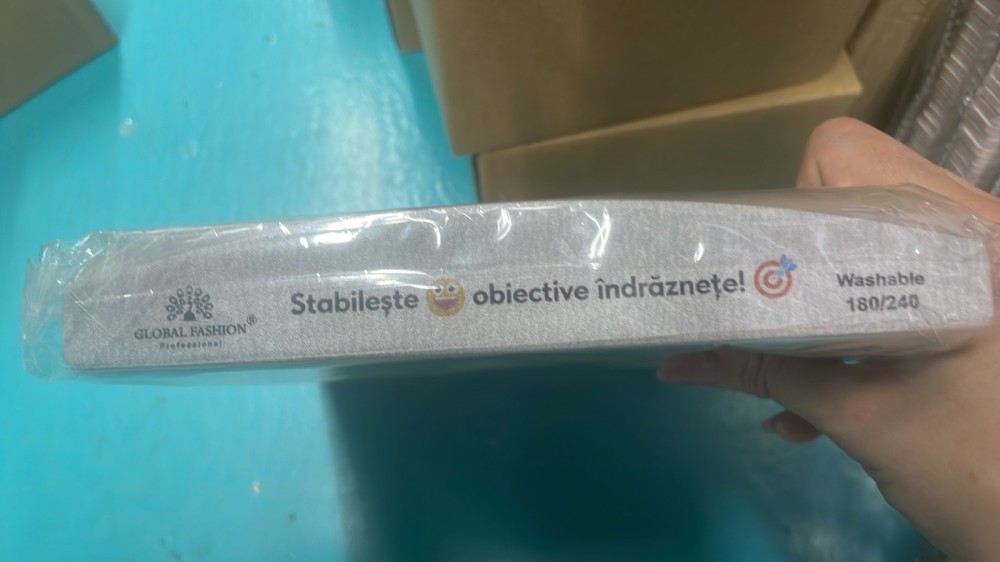 GLOBAL FASHION®
Professional
Stabilește obiective îndrăznețe!
Washable
180/240